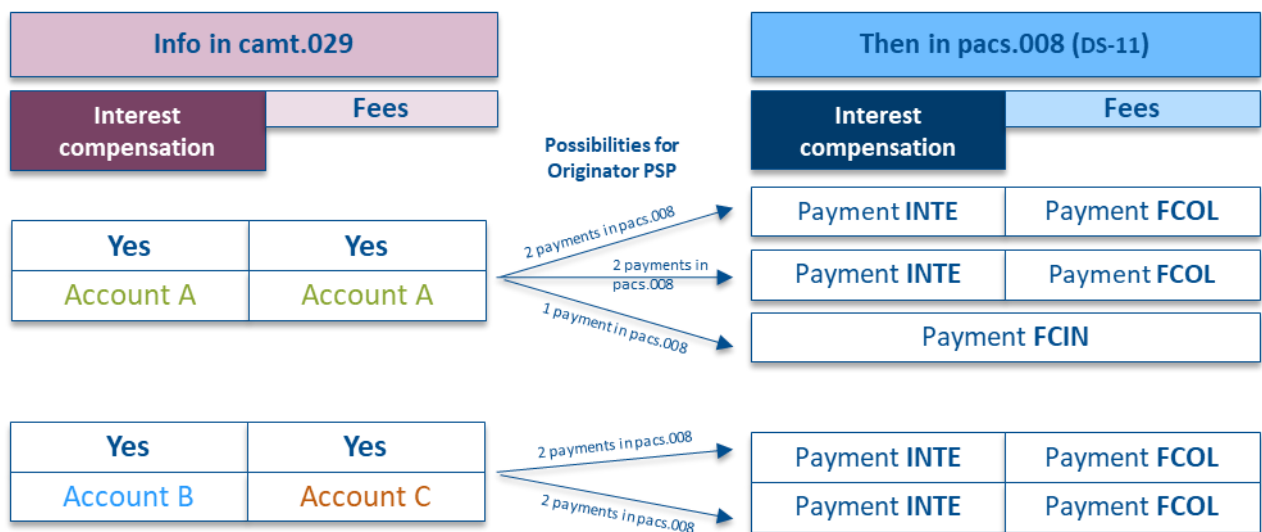 Info in camt.029
Then in pacs.008 (DS-11)
Interest
compensation
Fees
Possibilities for
Originator PSP
Interest
compensation
Fees
Yes
Yes
Account A
Account A
2 payments in pacs.008
2 payments in
pacs.008
1 payment in pacs.008
Payment INTE
Payment FCOL
Payment INTE
Payment FCOL
Payment FCIN
Yes
Yes
Account B
Account C
2 payments in pacs.008
2 payments in pacs.008
Payment INTE
Payment FCOL
Payment INTE
Payment FCOL